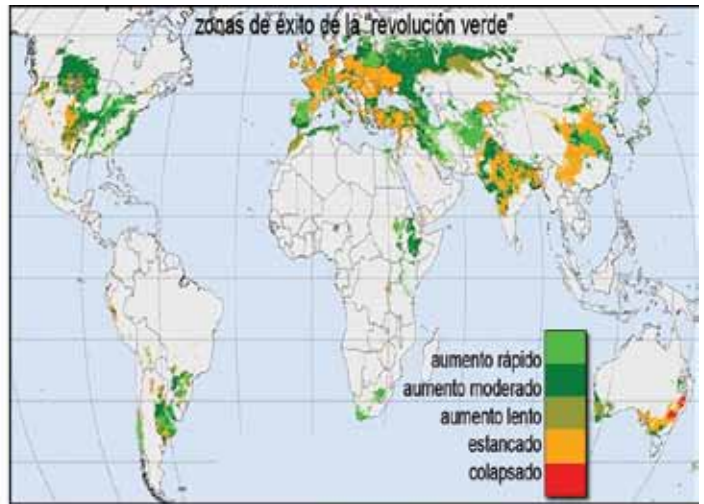 zonas de éxito de la "revolución verde"
aumento rápido
aumento moderado
aumento lento
estancado
colapsado